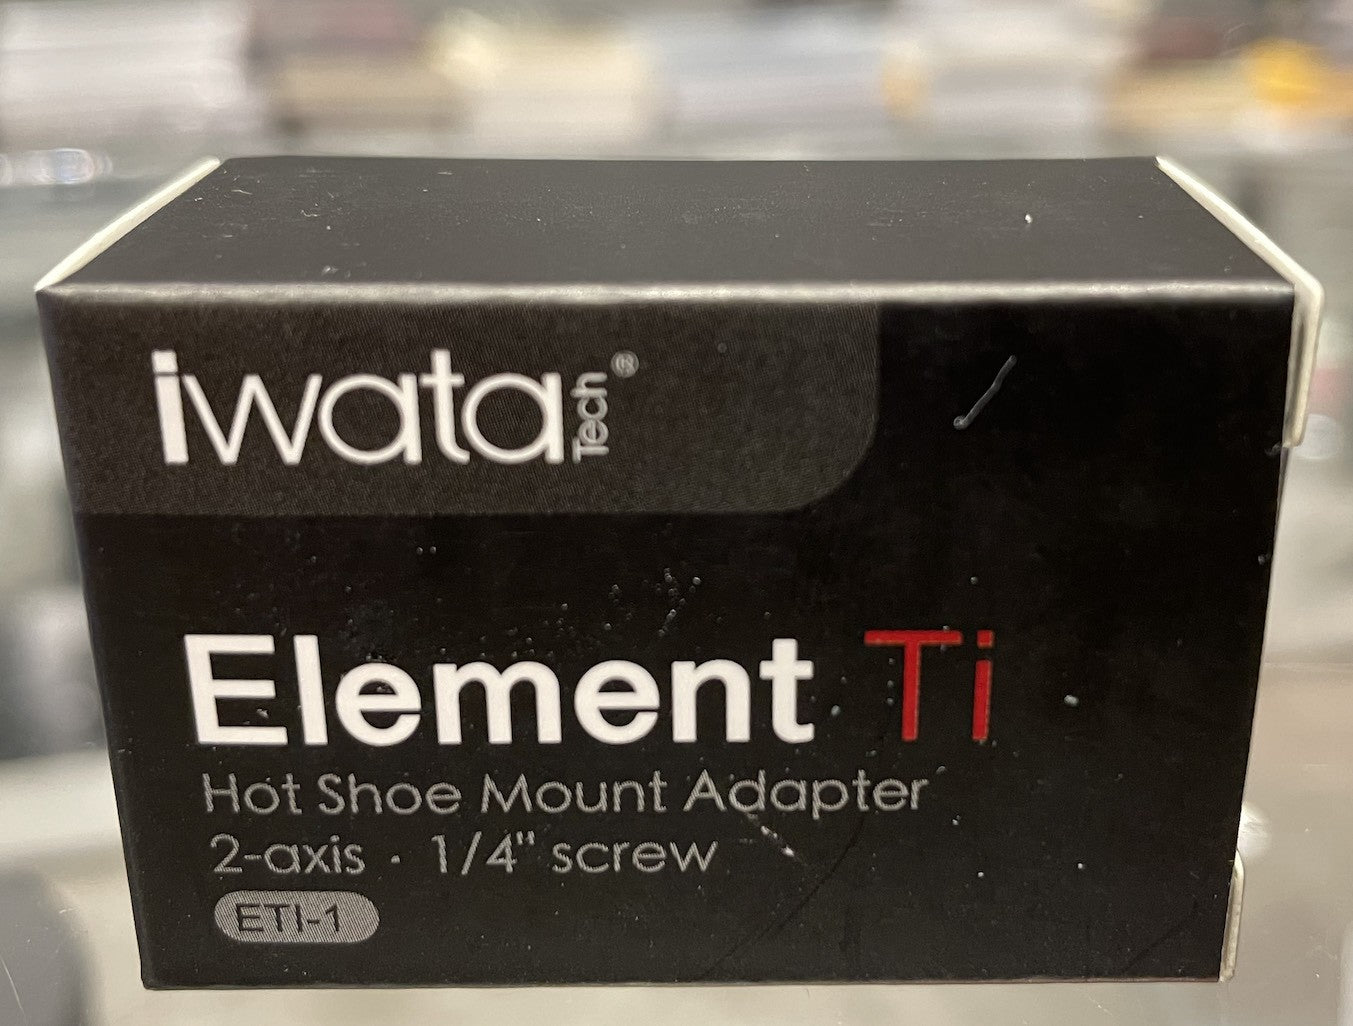 iwata Tech ®
Element Ti
Hot Shoe Mount Adapter
2-axis · 1/4" screw
ETI-1